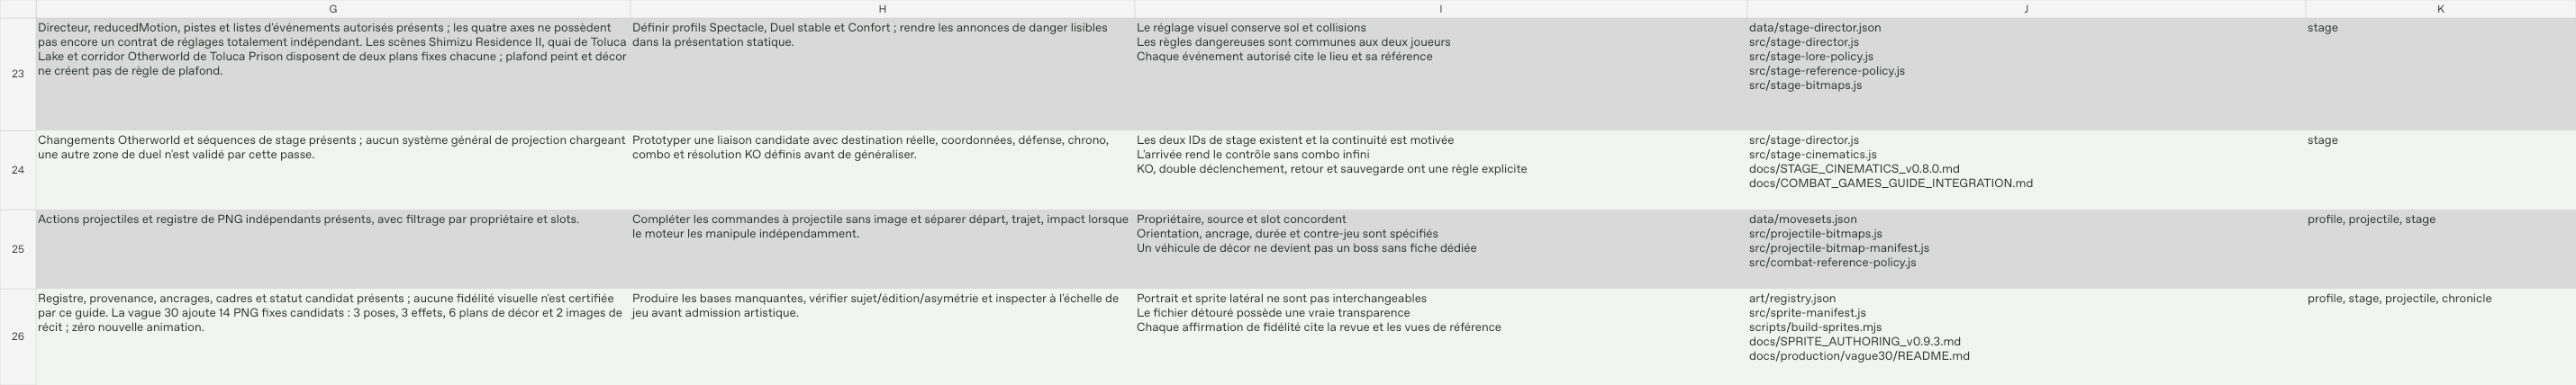 G
H
I
J
K
23
Directeur, reducedMotion, pistes et listes d'événements autorisés présents ; les quatre axes ne possèdent
pas encore un contrat de réglages totalement indépendant. Les scènes Shimizu Residence II, quai de Toluca
Lake et corridor Otherworld de Toluca Prison disposent de deux plans fixes chacune ; plafond peint et décor
ne créent pas de règle de plafond.
Définir profils Spectacle, Duel stable et Confort ; rendre les annonces de danger lisibles
dans la présentation statique.
Le réglage visuel conserve sol et collisions
Les règles dangereuses sont communes aux deux joueurs
Chaque événement autorisé cite le lieu et sa référence
data/stage-director.json
src/stage-director.js
src/stage-lore-policy.js
src/stage-reference-policy.js
src/stage-bitmaps.js
stage
24
Changements Otherworld et séquences de stage présents ; aucun système général de projection chargeant
une autre zone de duel n'est validé par cette passe.
Prototyper une liaison candidate avec destination réelle, coordonnées, défense, chrono,
combo et résolution KO définis avant de généraliser.
Les deux IDs de stage existent et la continuité est motivée
L'arrivée rend le contrôle sans combo infini
KO, double déclenchement, retour et sauvegarde ont une règle explicite
src/stage-director.js
src/stage-cinematics.js
docs/STAGE_CINEMATICS_v0.8.0.md
docs/COMBAT_GAMES_GUIDE_INTEGRATION.md
stage
25
Actions projectiles et registre de PNG indépendants présents, avec filtrage par propriétaire et slots.
Compléter les commandes à projectile sans image et séparer départ, trajet, impact lorsque
le moteur les manipule indépendamment.
Propriétaire, source et slot concordent
Orientation, ancrage, durée et contre-jeu sont spécifiés
Un véhicule de décor ne devient pas un boss sans fiche dédiée
data/movesets.json
src/projectile-bitmaps.js
src/projectile-bitmap-manifest.js
src/combat-reference-policy.js
profile, projectile, stage
26
Registre, provenance, ancrages, cadres et statut candidat présents ; aucune fidélité visuelle n'est certifiée
par ce guide. La vague 30 ajoute 14 PNG fixes candidats : 3 poses, 3 effets, 6 plans de décor et 2 images de
récit ; zéro nouvelle animation.
Produire les bases manquantes, vérifier sujet/édition/asymétrie et inspecter à l'échelle de
jeu avant admission artistique.
Portrait et sprite latéral ne sont pas interchangeables
Le fichier détouré possède une vraie transparence
Chaque affirmation de fidélité cite la revue et les vues de référence
art/registry.json
src/sprite-manifest.js
scripts/build-sprites.mjs
docs/SPRITE_AUTHORING_v0.9.3.md
docs/production/vague30/README.md
profile, stage, projectile, chronicle